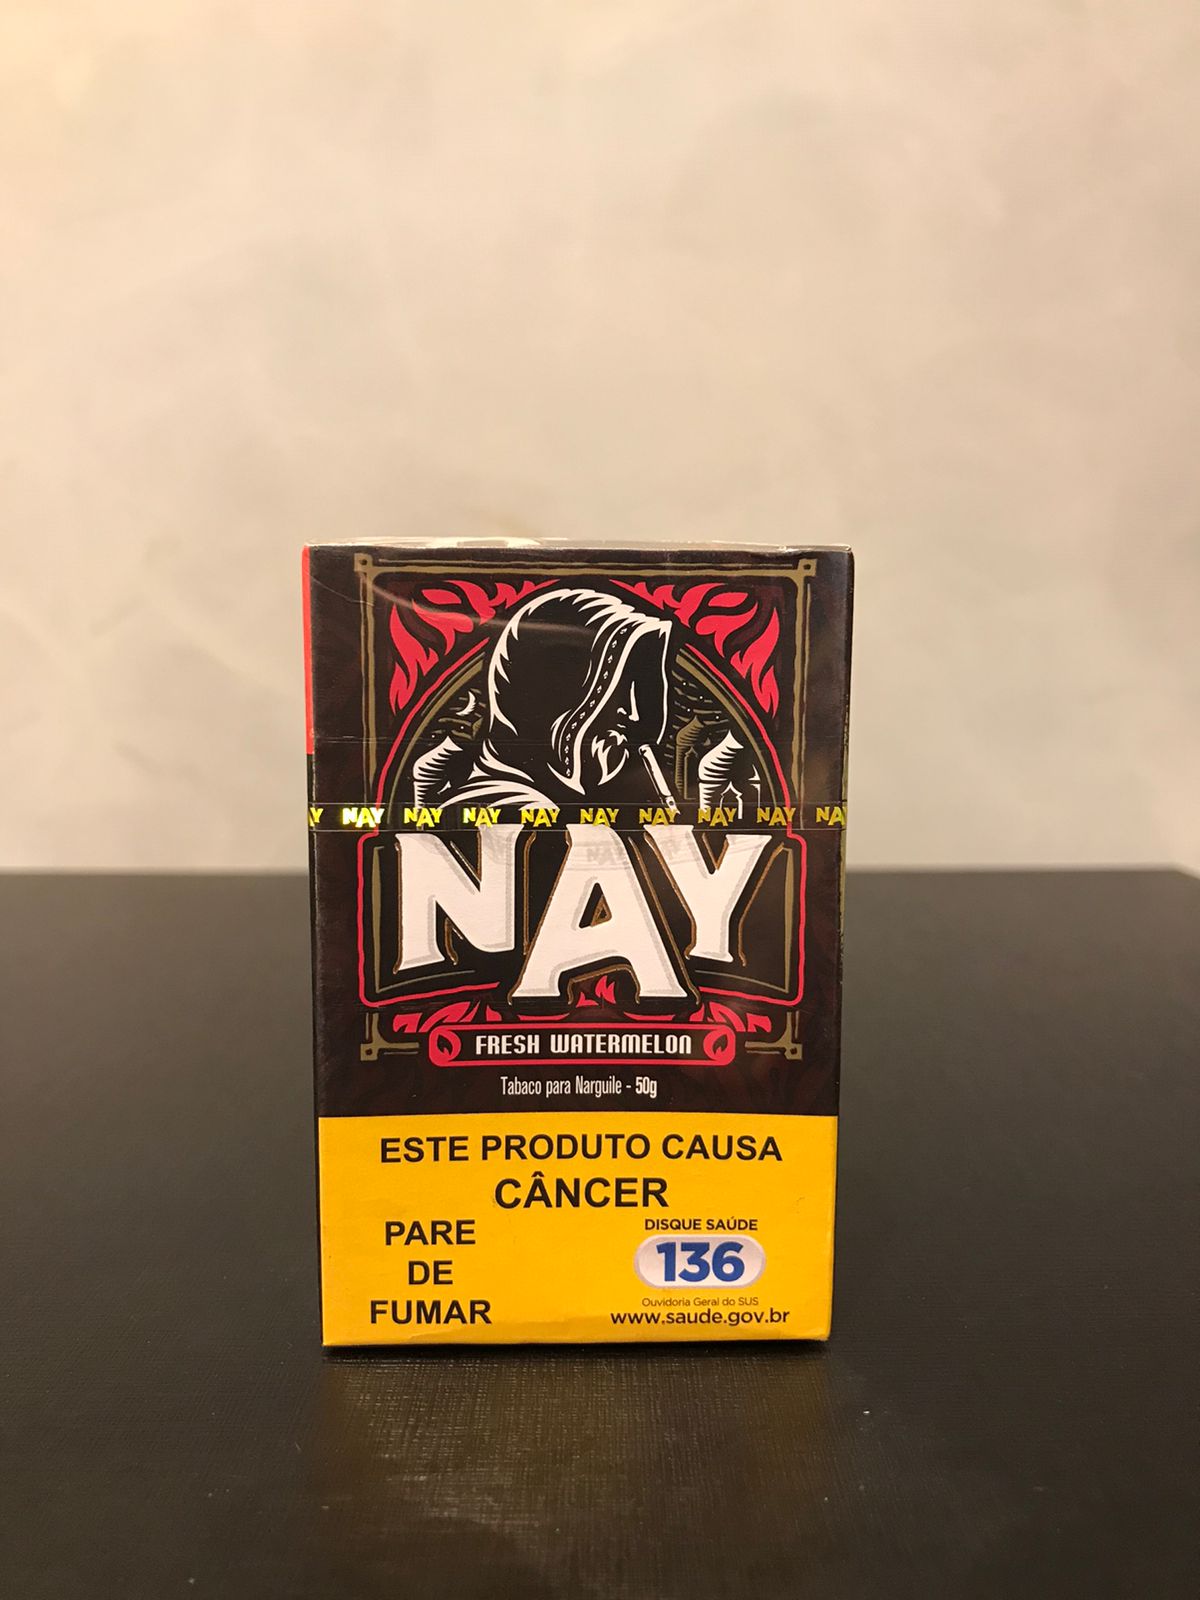 NAY NAY NAY NAY NAY NAY NAY NAY
NAY
FRESH WATERMELON
Tabaco para Narguile - 50g
ESTE PRODUTO CAUSA
CÂNCER
PARE
DE
FUMAR
DISQUE SAÚDE
136
Ouvidoria Geral do SUS
www.saude.gov.br